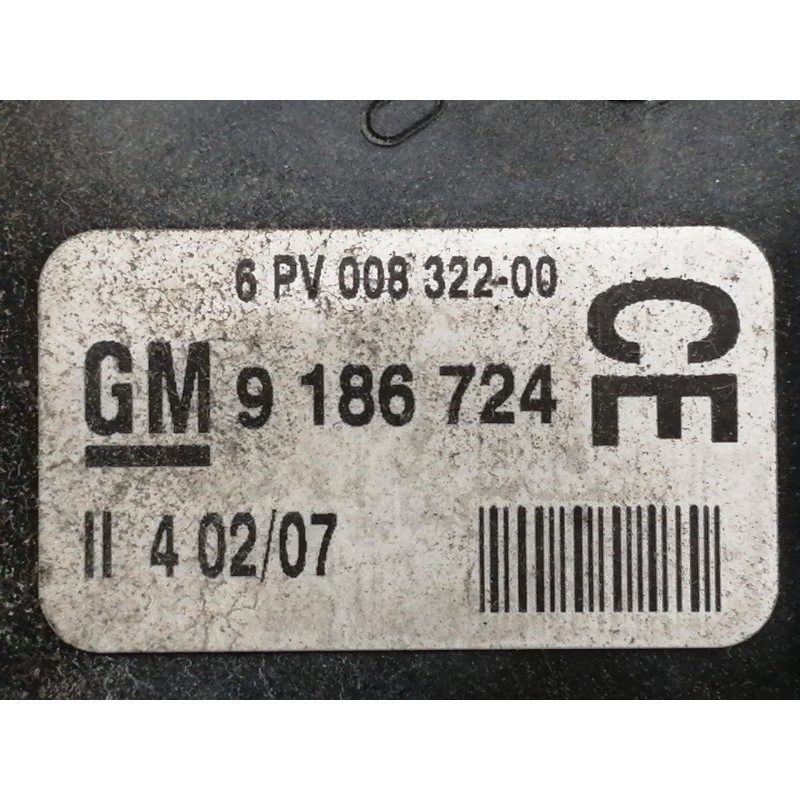 6 PV 008 322-00
GM 9 186 724
CE
II 4 02/07